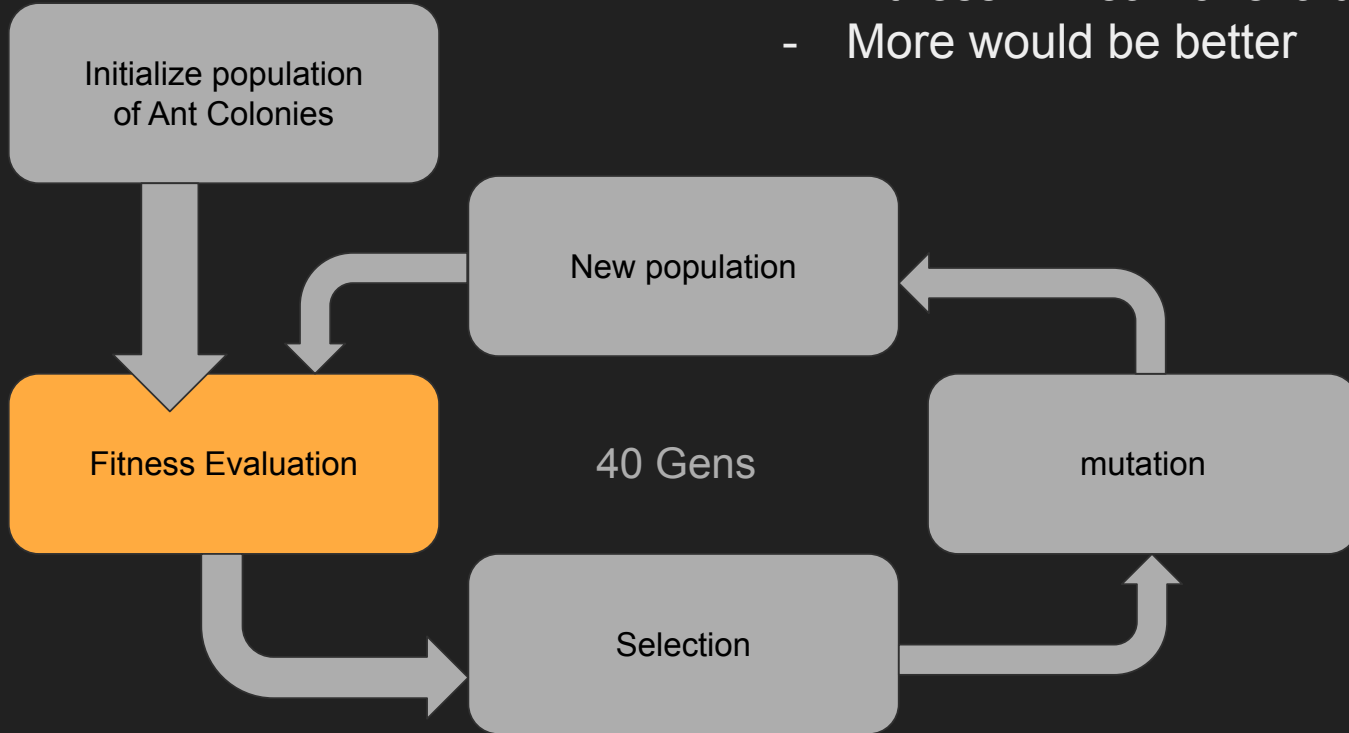 - More would be better
Initialize population
of Ant Colonies
New population
Fitness Evaluation
40 Gens
mutation
Selection